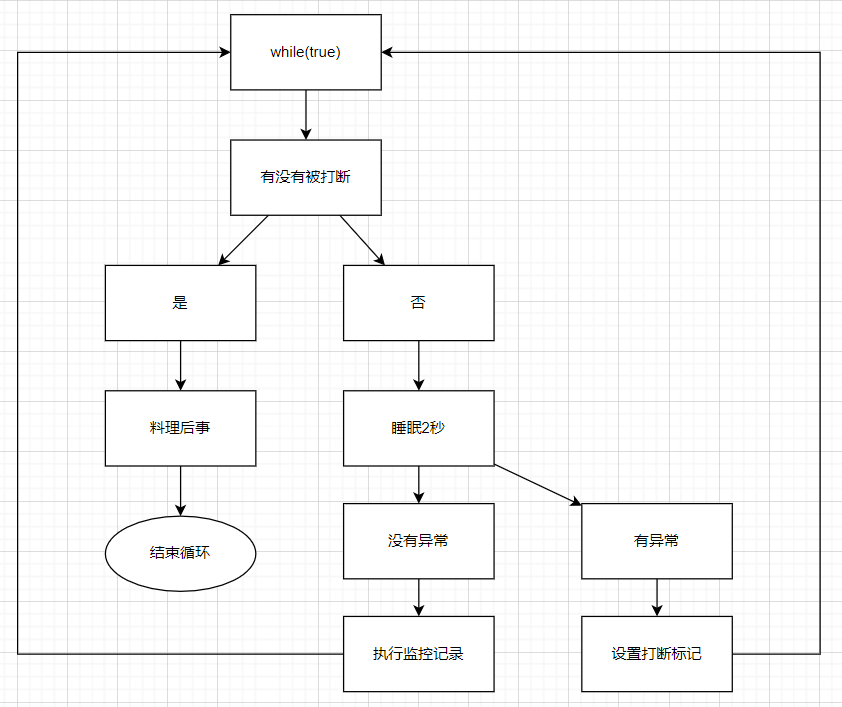 while(true)
有没有被打断
是
否
料理后事
睡眠2秒
结束循环
没有异常
有异常
执行监控记录
设置打断标记